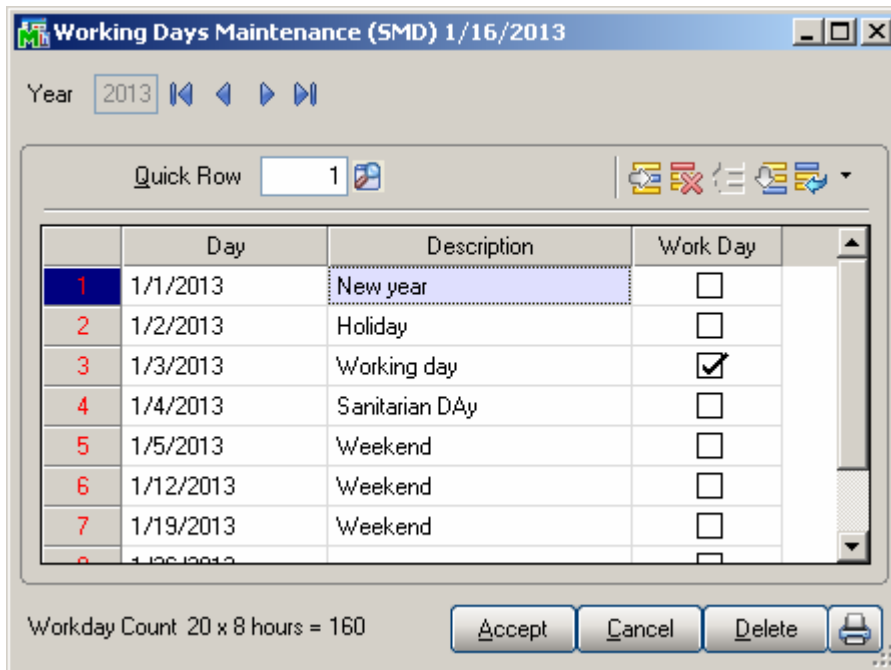 Working Days Maintenance (SMD) 1/16/2013
Year 2013
Quick Row 1
Day Description Work Day
1 1/1/2013 New year
2 1/2/2013 Holiday
3 1/3/2013 Working day
4 1/4/2013 Sanitarian DAy
5 1/5/2013 Weekend
6 1/12/2013 Weekend
7 1/19/2013 Weekend
Workday Count 20 x 8 hours = 160 Accept Cancel Delete